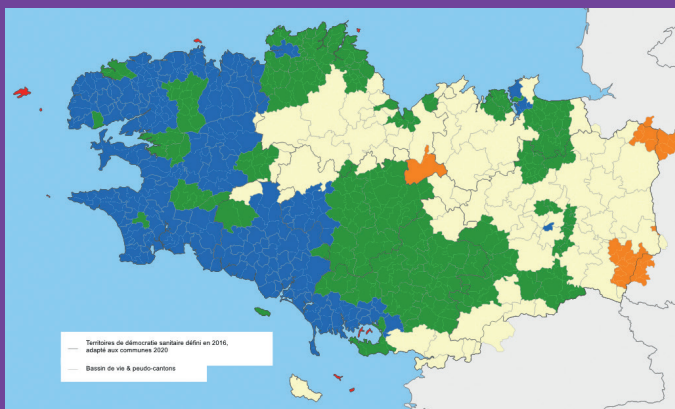 Territoires de démocratie sanitaire défini en 2016,
adapté aux communes 2020
Bassin de vie & peudo-cantons